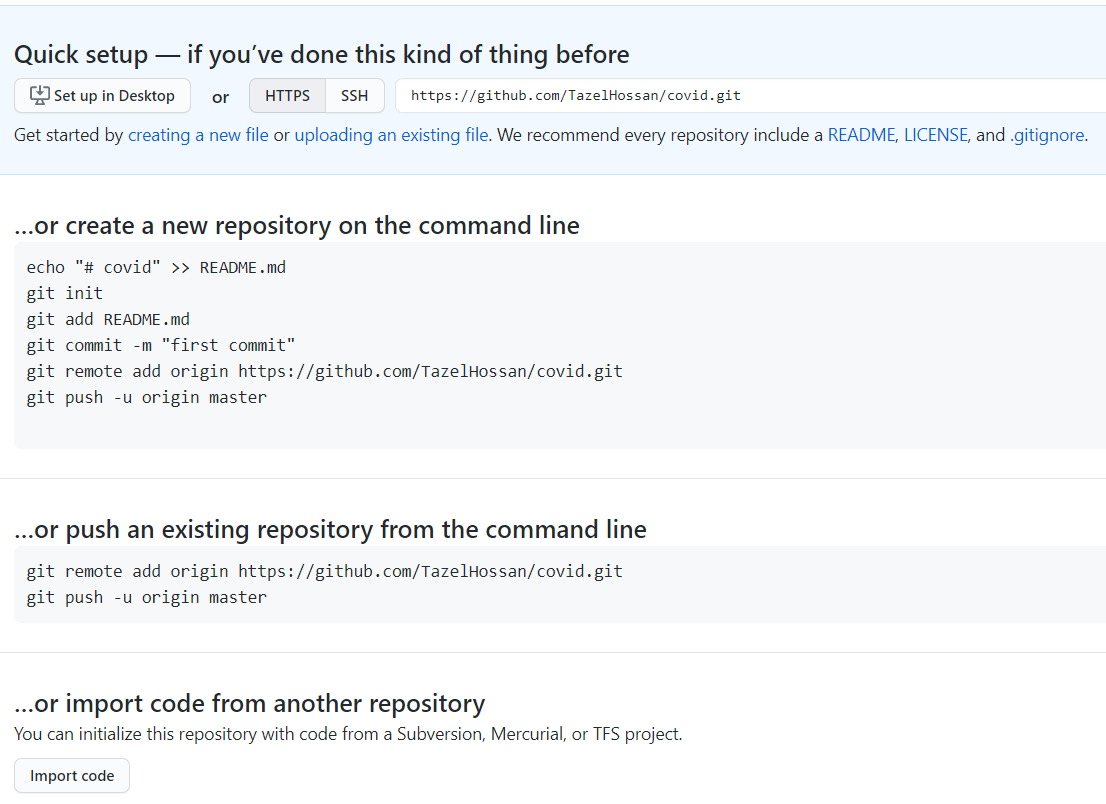 Quick setup — if you’ve done this kind of thing before
Set up in Desktop or HTTPS SSH https://github.com/TazelHossan/covid.git
Get started by creating a new file or uploading an existing file. We recommend every repository include a README, LICENSE, and .gitignore.
...or create a new repository on the command line
echo "# covid" >> README.md
git init
git add README.md
git commit -m "first commit"
git remote add origin https://github.com/TazelHossan/covid.git
git push -u origin master
...or push an existing repository from the command line
git remote add origin https://github.com/TazelHossan/covid.git
git push -u origin master
...or import code from another repository
You can initialize this repository with code from a Subversion, Mercurial, or TFS project.
Import code